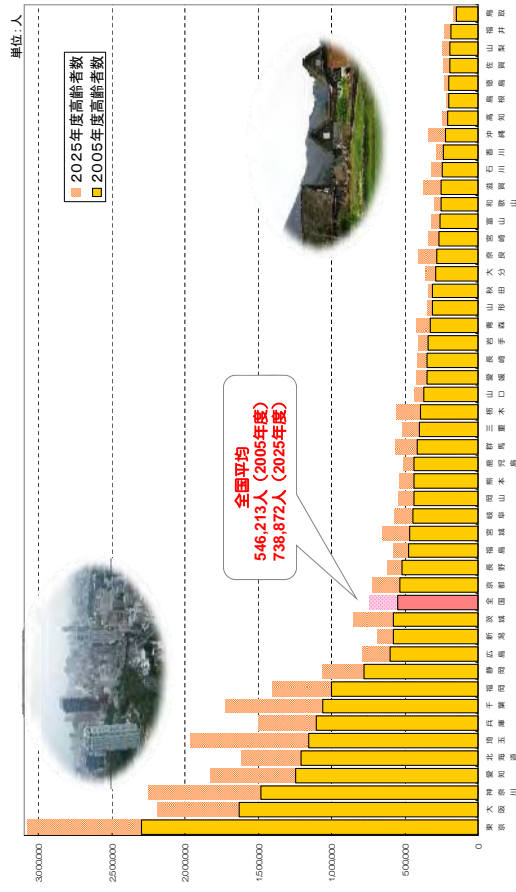 単位:人
2025年度高齢者数
2005年度高齢者数
全国平均
546,213人(2005年度)
738,872人(2025年度)
3000000
2500000
2000000
1500000
1000000
500000
0
東京
大阪
神奈川
愛知
北海道
埼玉
兵庫
千葉
福岡
静岡
広島
新潟
茨城
全国
京都
長野
福島
宮城
岐阜
岡山
熊本
鹿児島
群馬
三重
栃木
山口
愛媛
長崎
岩手
青森
山形
秋田
大分
奈良
宮崎
富山
和歌山
滋賀
石川
香川
沖縄
高知
島根
徳島
佐賀
山梨
福井
鳥取